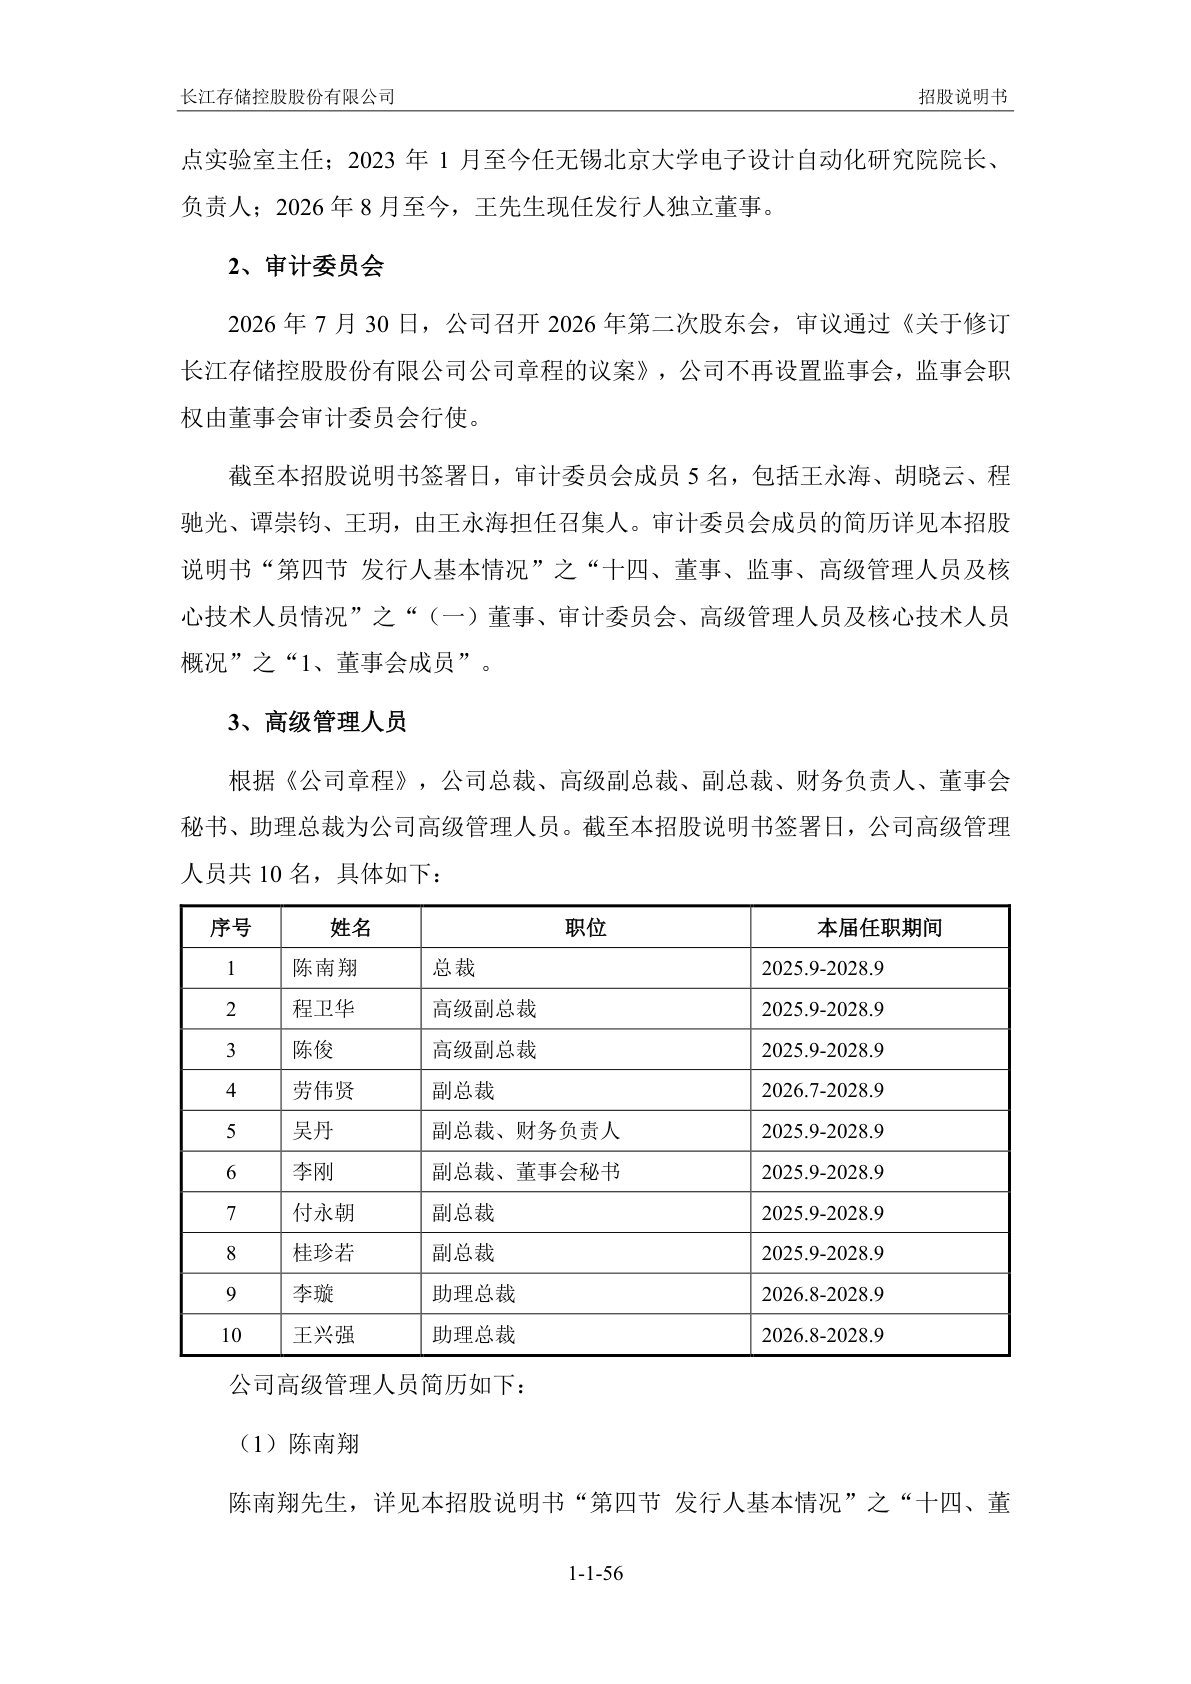 长江存储控股股份有限公司 招股说明书
点实验室主任；2023 年 1 月至今任无锡北京大学电子设计自动化研究院院长、
负责人；2026 年 8 月至今，王先生现任发行人独立董事。
2、审计委员会
2026 年 7 月 30 日，公司召开 2026 年第二次股东会，审议通过《关于修订
长江存储控股股份有限公司公司章程的议案》，公司不再设置监事会，监事会职
权由董事会审计委员会行使。
截至本招股说明书签署日，审计委员会成员 5 名，包括王永海、胡晓云、程
驰光、谭崇钧、王玥，由王永海担任召集人。审计委员会成员的简历详见本招股
说明书“第四节 发行人基本情况”之“十四、董事、监事、高级管理人员及核
心技术人员情况”之“（一）董事、审计委员会、高级管理人员及核心技术人员
概况”之“1、董事会成员”。
3、高级管理人员
根据《公司章程》，公司总裁、高级副总裁、副总裁、财务负责人、董事会
秘书、助理总裁为公司高级管理人员。截至本招股说明书签署日，公司高级管理
人员共 10 名，具体如下：
序号 姓名 职位 本届任职期间
1 陈南翔 总裁 2025.9-2028.9
2 程卫华 高级副总裁 2025.9-2028.9
3 陈俊 高级副总裁 2025.9-2028.9
4 劳伟贤 副总裁 2026.7-2028.9
5 吴丹 副总裁、财务负责人 2025.9-2028.9
6 李刚 副总裁、董事会秘书 2025.9-2028.9
7 付永朝 副总裁 2025.9-2028.9
8 桂珍若 副总裁 2025.9-2028.9
9 李璇 助理总裁 2026.8-2028.9
10 王兴强 助理总裁 2026.8-2028.9
公司高级管理人员简历如下：
（1）陈南翔
陈南翔先生，详见本招股说明书“第四节 发行人基本情况”之“十四、董
1-1-56